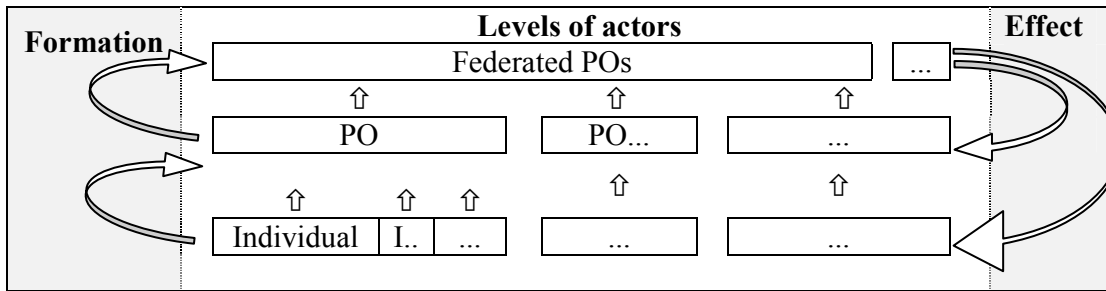 Levels of actors
Formation
Effect
Federated POs
...
PO
PO...
...
Individual
I..
...
...
...